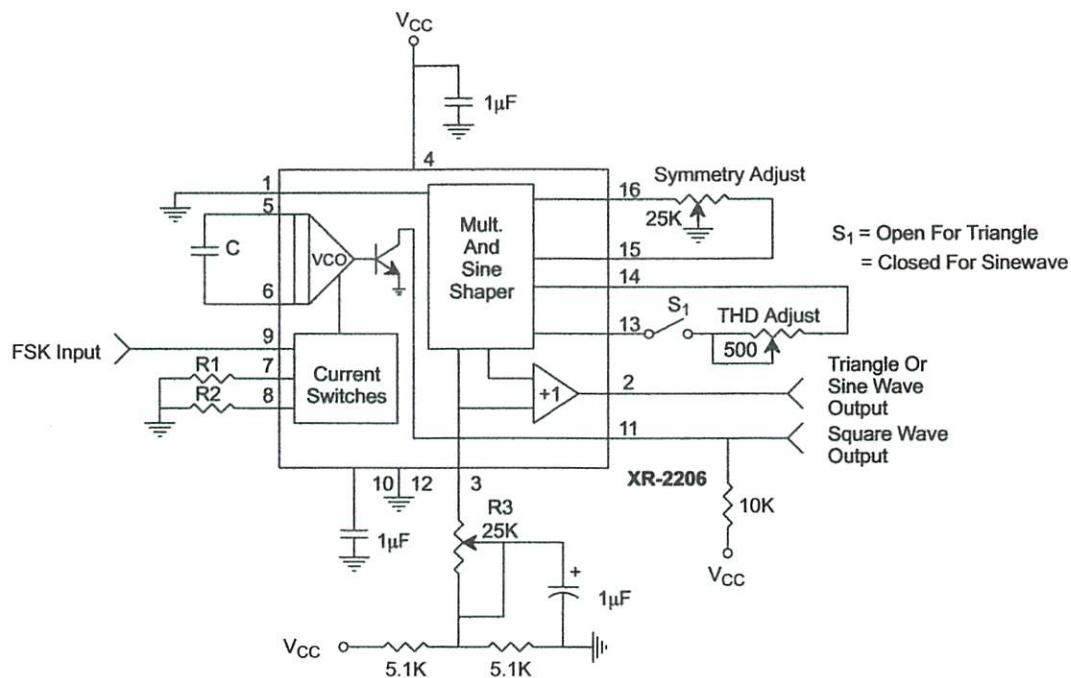 VCC
1µF
4
1
16
Symmetry Adjust
25K
5
Mult.
And
Sine
Shaper
15
S1 = Open For Triangle
= Closed For Sinewave
C
VCO
14
6
S1
THD Adjust
13
500
9
FSK Input
7
R1
Current
Switches
8
R2
+1
2
Triangle Or
Sine Wave
Output
11
Square Wave
Output
XR-2206
10 12 3
R3
25K
10K
1µF
+
1µF
VCC
VCC
5.1K
5.1K